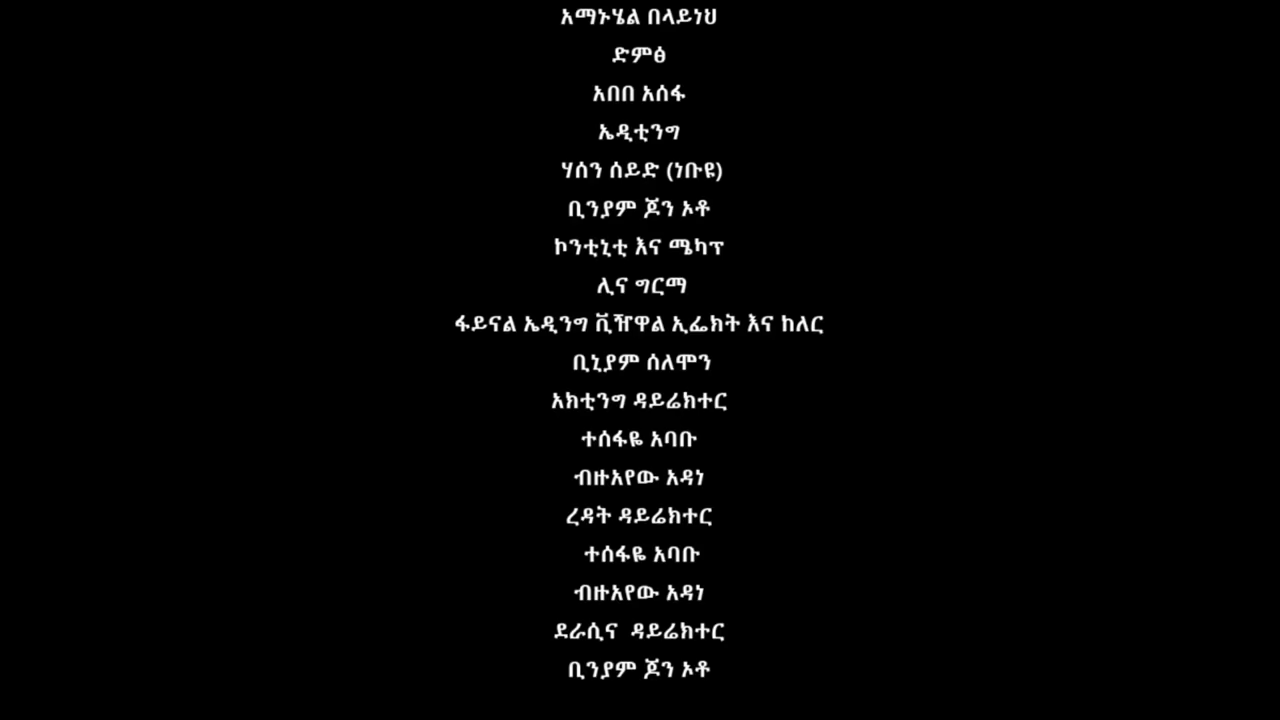 አማኑሄል በላይነህ
ድምፅ
አበበ አሰፋ
ኤዲቲንግ
ሃሰን ሰይድ (ነቡዩ)
ቢንያም ጆን ኦቶ
ኮንቲኒቲ እና ሜካፕ
ሊና ግርማ
ፋይናል ኤዲንግ ቪዥዋል ኢፌክት እና ከለር
ቢኒያም ሰለሞን
አክቲንግ ዳይሬክተር
ተሰፋዬ አባቡ
ብዙአየው አዳነ
ረዳት ዳይሬክተር
ተሰፋዬ አባቡ
ብዙአየው አዳነ
ደራሲና ዳይሬክተር
ቢንያም ጆን ኦቶ